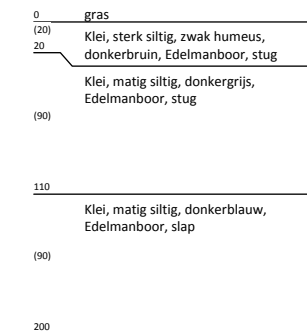 0 gras
(20) Klei, sterk siltig, zwak humeus,
20 donkerbruin, Edelmanboor, stug
Klei, matig siltig, donkergrijs,
Edelmanboor, stug
(90)
110
Klei, matig siltig, donkerblauw,
Edelmanboor, slap
(90)
200